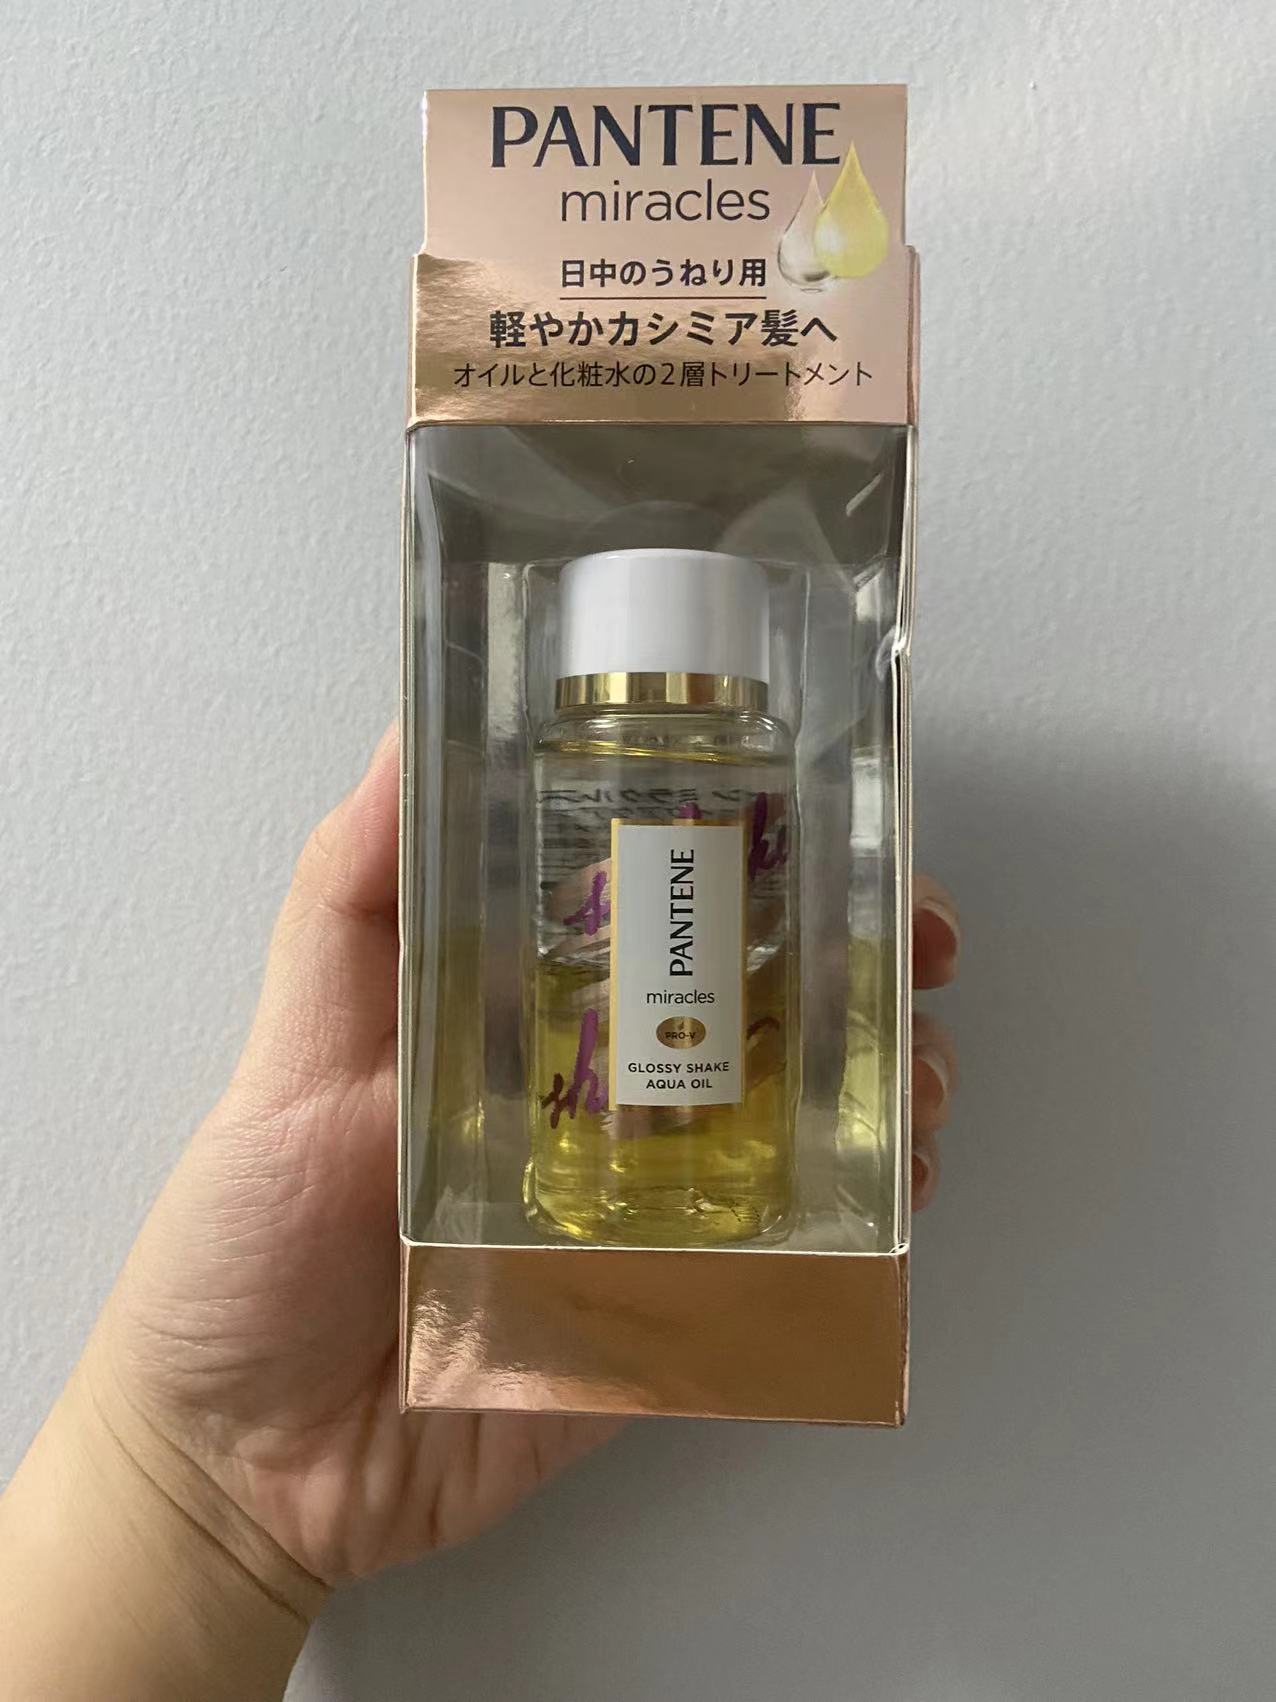 PANTENE
miracles
日中のうねり用
軽やかカシミア髪へ
オイルと化粧水の2層トリートメント
PANTENE
miracles
PRO-V
GLOSSY SHAKE
AQUA OIL